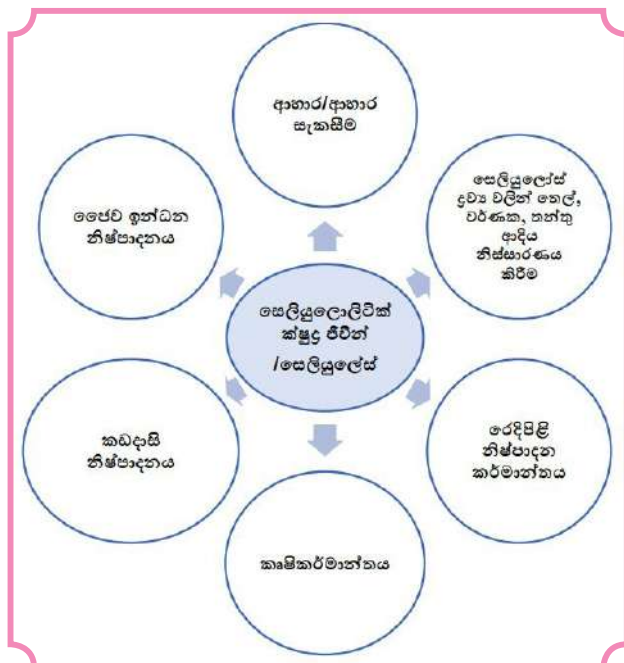 ආහාර/ආහාර
සැකසීම
සෙලියුලෝස්
ද්‍රව්‍ය වලින් තෙල්,
වර්ණක, තන්තු
ආදිය
නිස්සාරණය
කිරීම
ජෛව ඉන්ධන
නිෂ්පාදනය
සෙලියුලොලිටික්
ක්ෂුද්‍ර ජීවීන්
/සෙලියුලේස්
කඩදාසි
නිෂ්පාදනය
රෙදිපිළි
නිෂ්පාදන
කර්මාන්තය
කෘෂිකර්මාන්තය